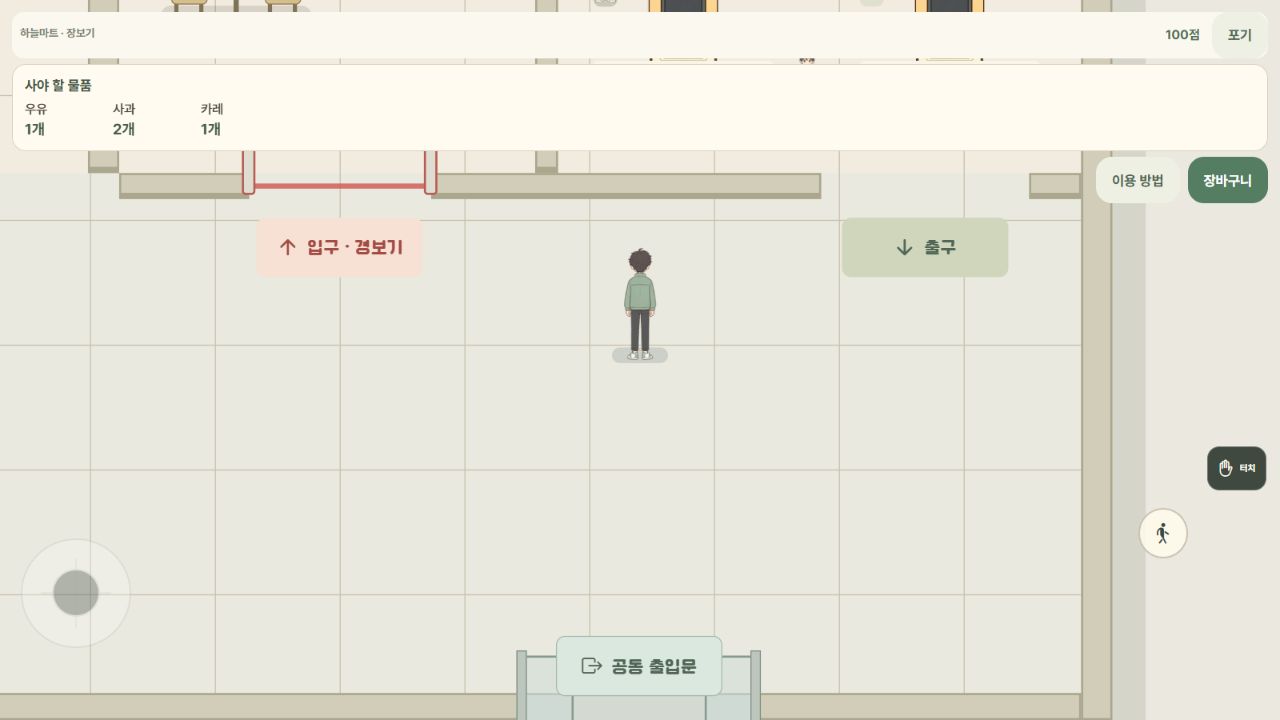 하늘마트 · 장보기
100점
포기
사야 할 물품
우유
사과
카레
1개
2개
1개
이용 방법
장바구니
입구 · 경보기
출구
터치
공동 출입문